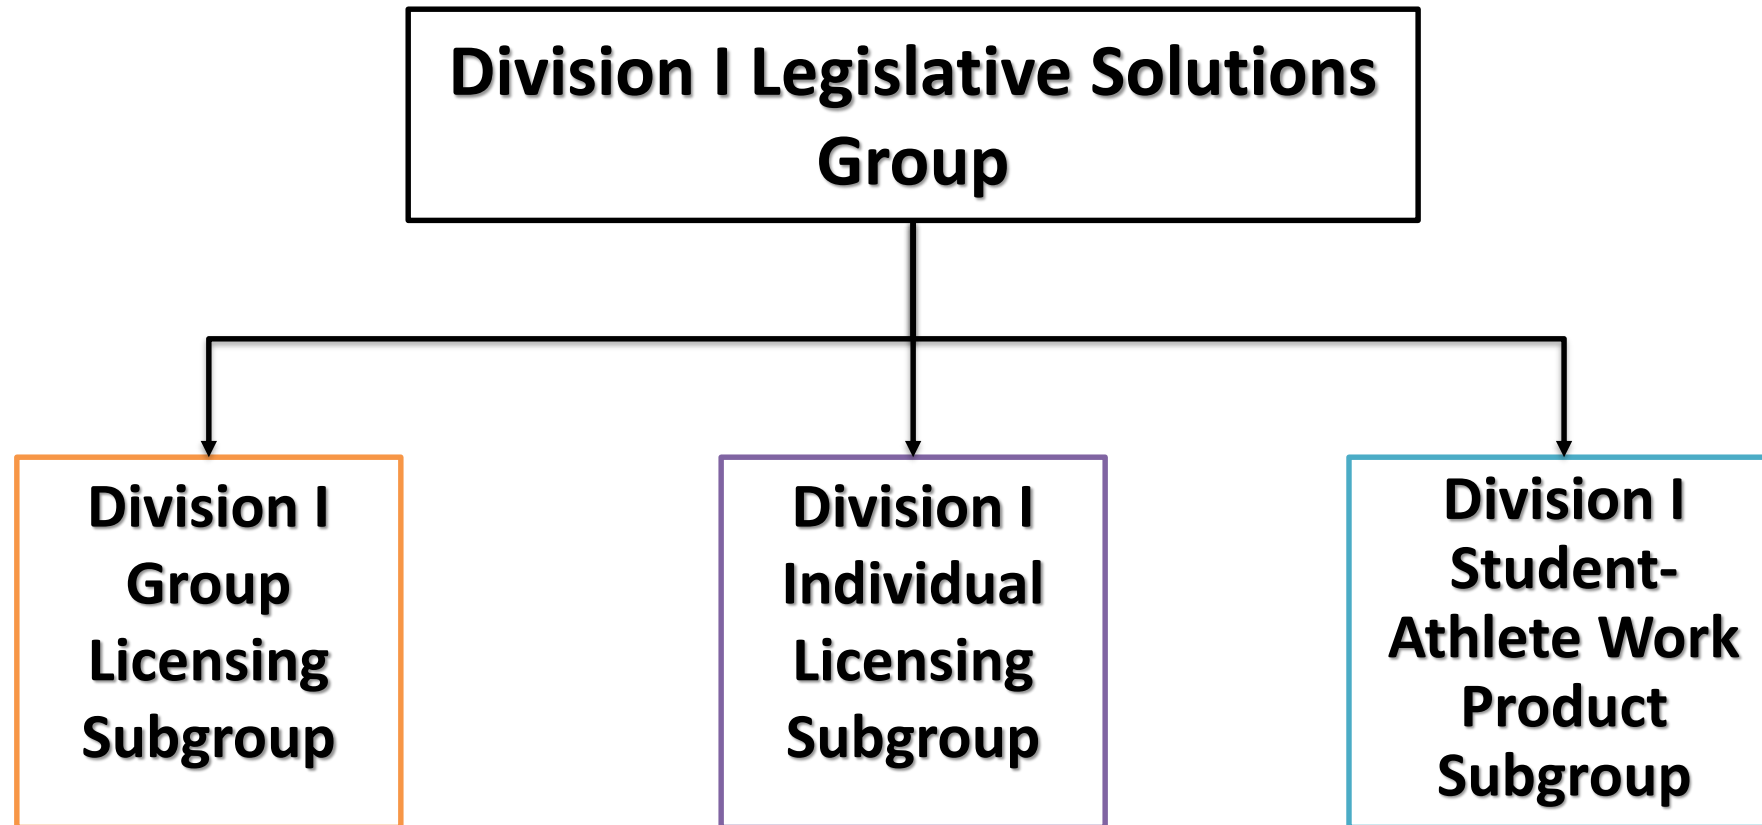 Division I Legislative Solutions
Group
Division I
Group
Licensing
Subgroup
Division I
Individual
Licensing
Subgroup
Division I
Student-
Athlete Work
Product
Subgroup